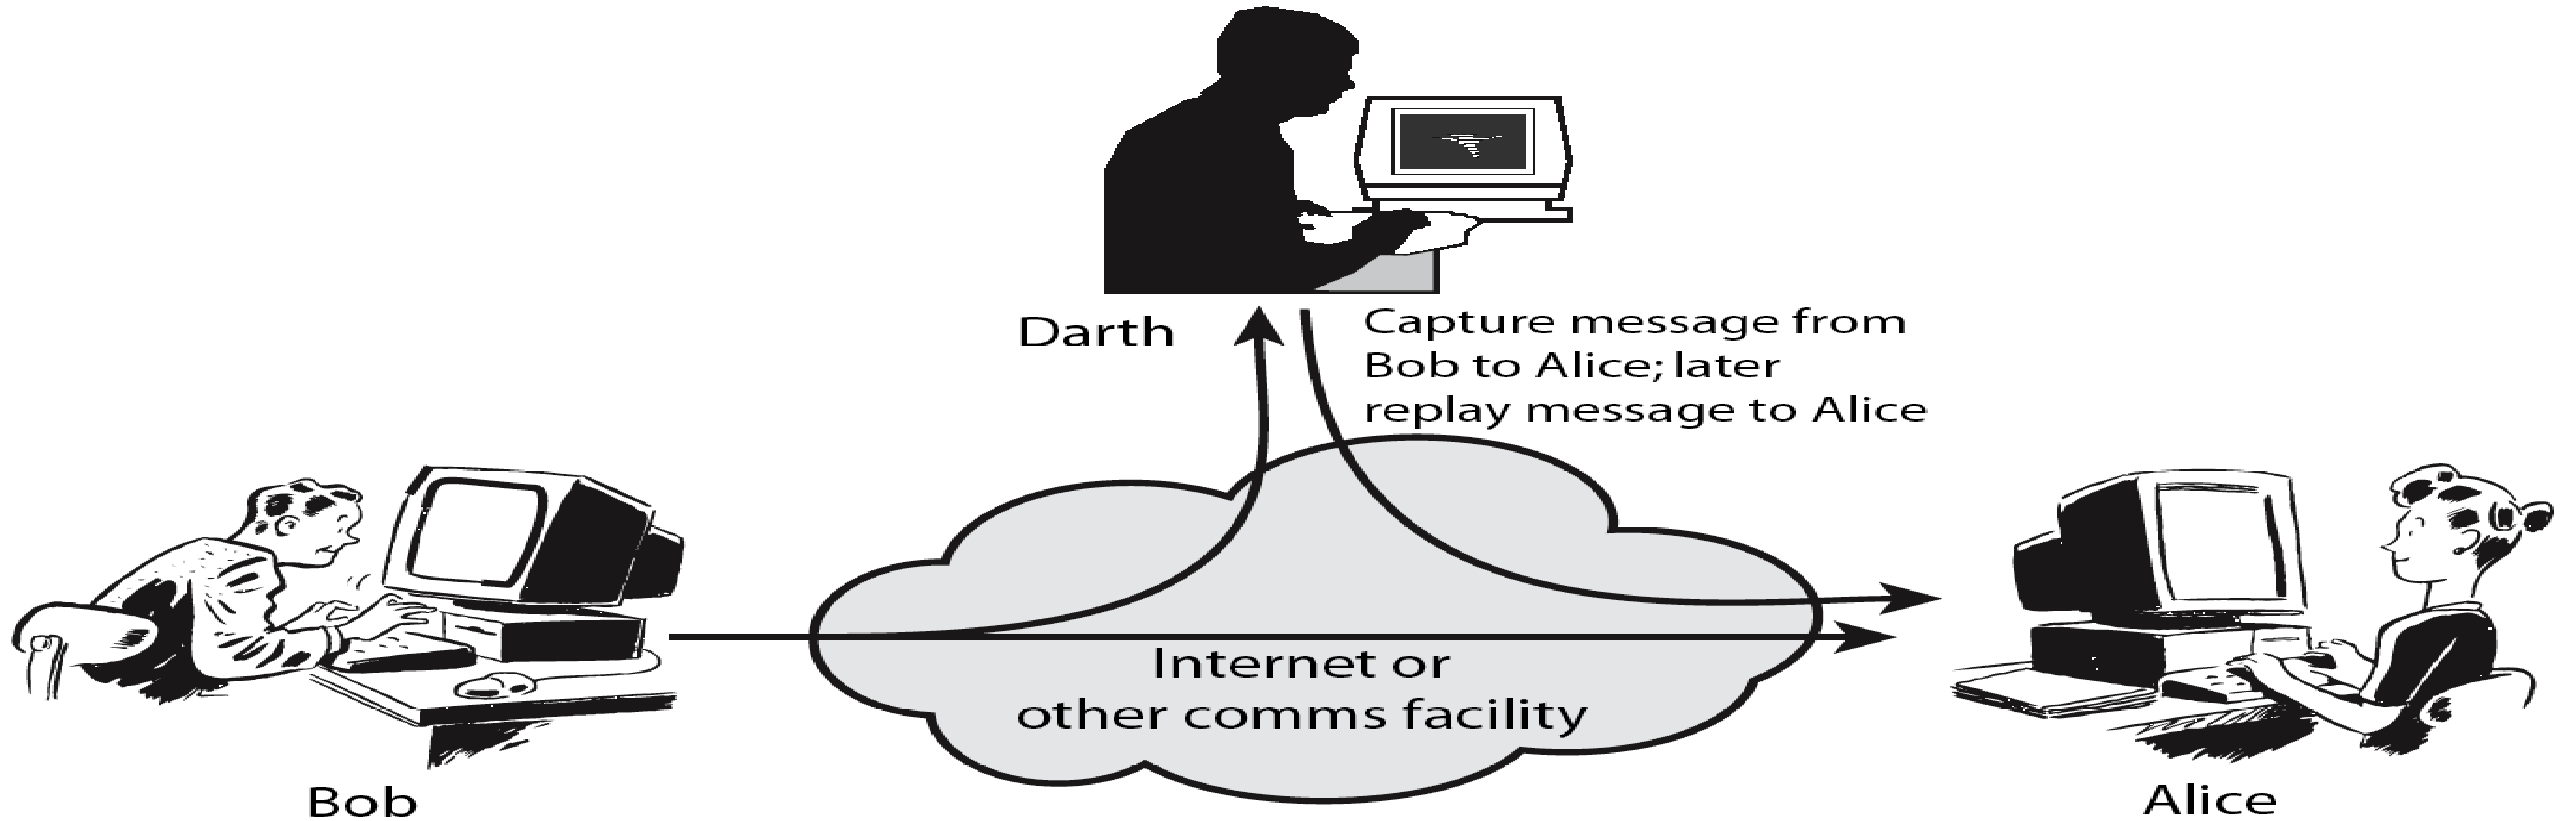 Darth
Capture message from
Bob to Alice; later
replay message to Alice
Internet or
other comms facility
Bob
Alice